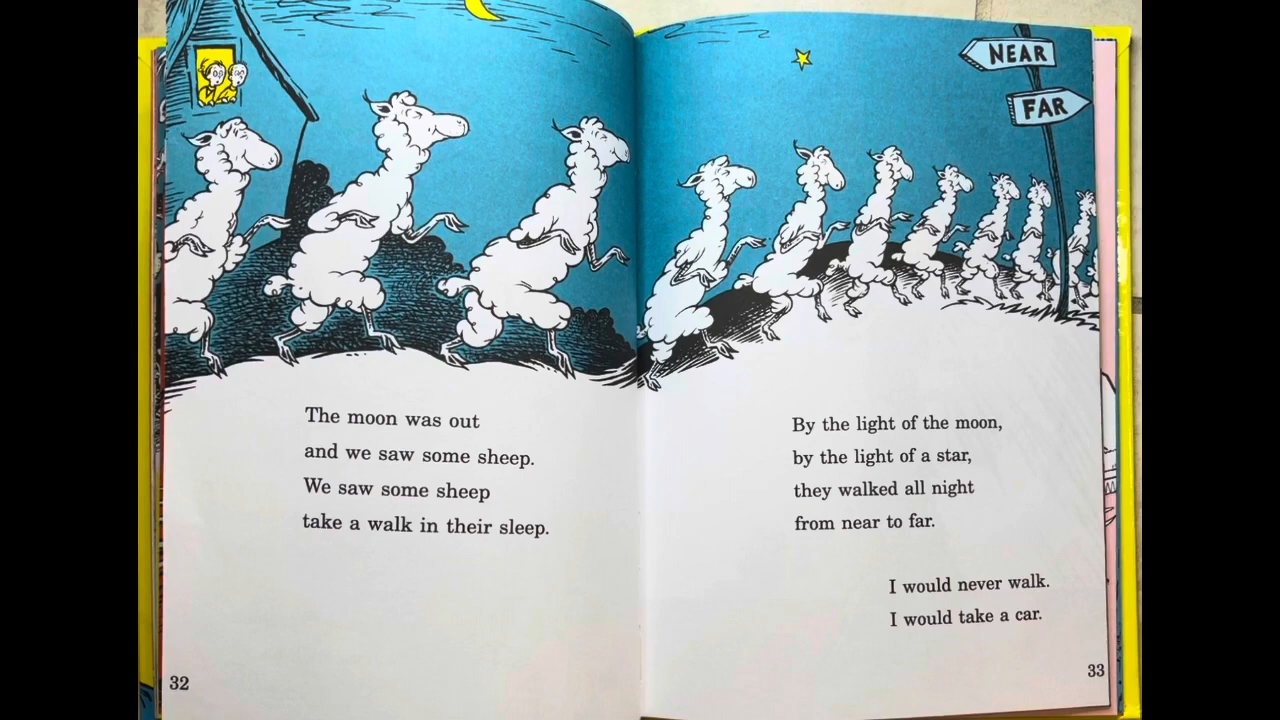 The moon was out
and we saw some sheep.
We saw some sheep
take a walk in their sleep.
32
NEAR
FAR
By the light of the moon,
by the light of a star,
they walked all night
from near to far.
I would never walk.
I would take a car.
33